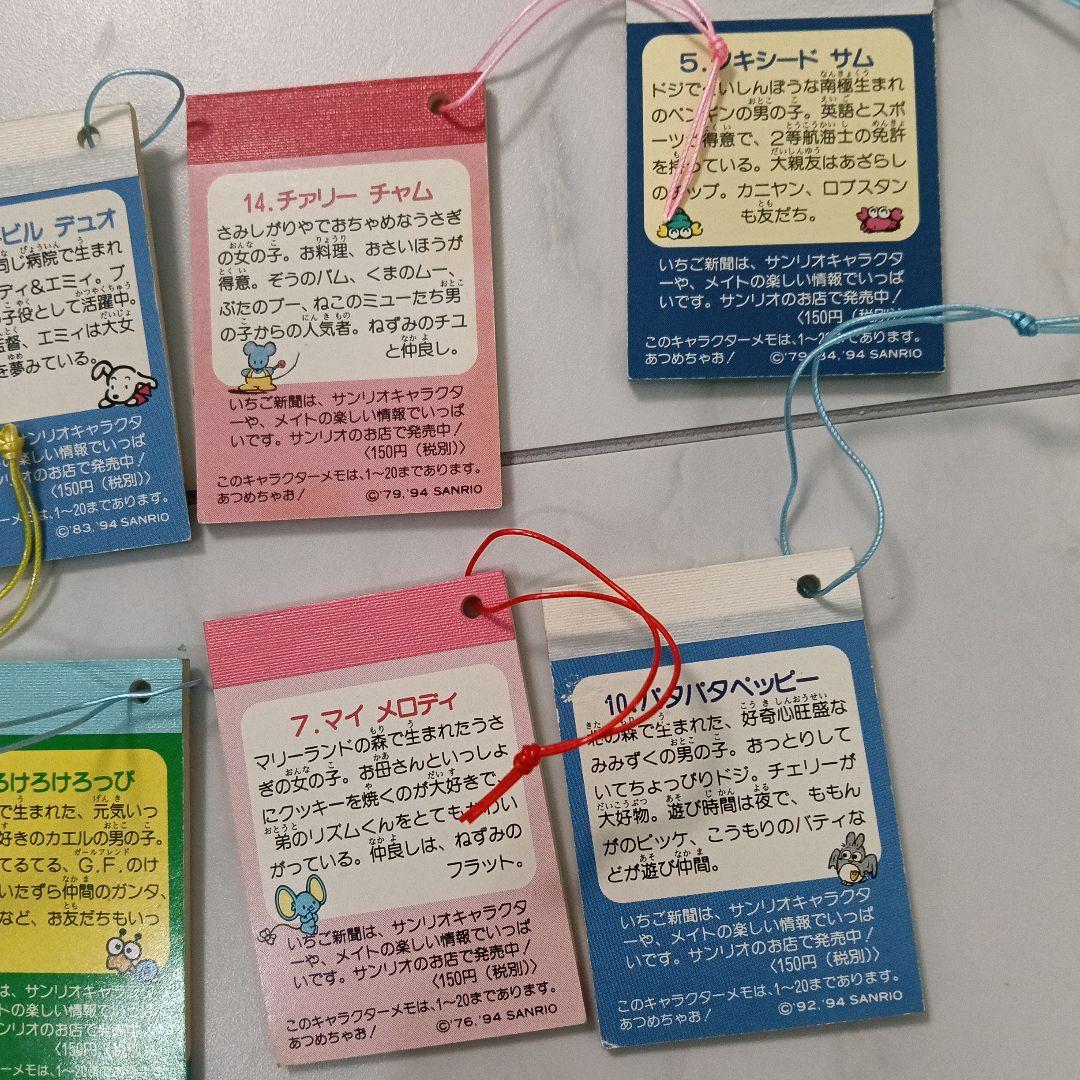 ビル デュオ
同じ病院で生まれ
ディ&エミィ。ブ
子役として活躍中。
監督、エミィは大女
を夢みている。
サンリオキャラクタ
楽しい情報でいっぱ
ンリオのお店で発売中!
〈150円(税別)〉
ーメモは、1〜20まであります。
©'83,'94 SANRIO
14.チァリー チャム
さみしがりやでおちゃめなうさぎ
の女の子。お料理、おさいほうが
得意。ぞうのバム、くまのムー、
ぶたのブー、ねこのミューたち男
の子からの人気者。ねずみのチユ
と仲良し。
いちご新聞は、サンリオキャラクタ
ーや、メイトの楽しい情報でいっぱ
いです。サンリオのお店で発売中!
〈150円(税別)〉
このキャラクターメモは、1〜20まであります。
あつめちゃお!
©'79,'94 SANRIO
5.タキシード サム
ドジで
いしんぼうな南極生まれ
のペンギンの男の子。英語とスポ
ーツ
得意で、2等航海士の免許
を持っている。大親友はあざらし
の
チップ。カニヤン、ロブスタン
も友だち。
いちご新聞は、サンリオキャラクタ
ーや、メイトの楽しい情報でいっぱ
いです。サンリオのお店で発売中!
〈150円(税別)〉
このキャラクターメモは、1〜20まであります。
あつめちゃお!
©'79,'84,'94 SANRIO
ろけろけろっぴ
で生まれた、元気いっ
好きのカエルの男の子。
てるてる、G.F.のけ
いたずら仲間のガンタ、
など、お友だちもいっ
は、サンリオキャラクタ
イトの楽しい情報でいっぱ
ンリオのお店で発売中!
〈150円(税別)〉
ーメモは、1〜20まであります。
7.マイ メロディ
マリーランドの森で生まれたうさ
ぎの女の子。お母さんといっしょ
にクッキーを焼くのが大好きで、
弟のリズムくんをとてもかわい
がっている。仲良しは、ねずみの
フラット。
いちご新聞は、サンリオキャラクタ
ーや、メイトの楽しい情報でいっぱ
いです。サンリオのお店で発売中!
〈150円(税別)〉
このキャラクターメモは、1〜20まであります。
あつめちゃお!
©'76,'94 SANRIO
10.パタパタペッピー
北の森で生まれた、好奇心旺盛な
みみずくの男の子。おっとりして
いてちょっぴりドジ。チェリーが
大好物。遊び時間は夜で、ももん
がのピッケ、こうもりのバティな
どが遊び仲間。
いちご新聞は、サンリオキャラクタ
ーや、メイトの楽しい情報でいっぱ
いです。サンリオのお店で発売中!
〈150円(税別)〉
このキャラクターメモは、1〜20まであります。
あつめちゃお!
©'92,'94 SANRIO